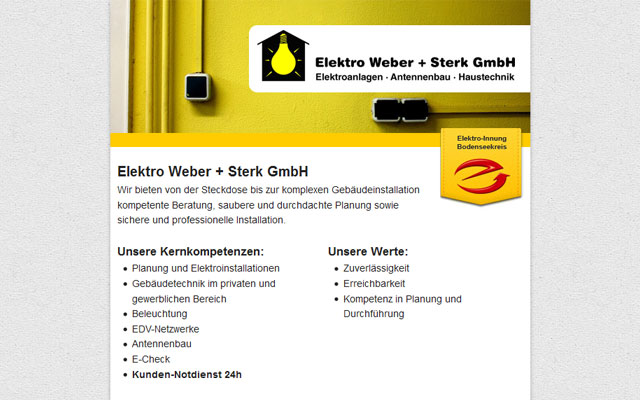 Elektro Weber + Sterk GmbH
Elektroanlagen · Antennenbau · Haustechnik
Elektro-Innung
Bodenseekreis
Elektro Weber + Sterk GmbH
Wir bieten von der Steckdose bis zur komplexen Gebäudeinstallation
kompetente Beratung, saubere und durchdachte Planung sowie
sichere und professionelle Installation.
Unsere Kernkompetenzen:
• Planung und Elektroinstallationen
• Gebäudetechnik im privaten und
gewerblichen Bereich
• Beleuchtung
• EDV-Netzwerke
• Antennenbau
• E-Check
• Kunden-Notdienst 24h
Unsere Werte:
• Zuverlässigkeit
• Erreichbarkeit
• Kompetenz in Planung und
Durchführung